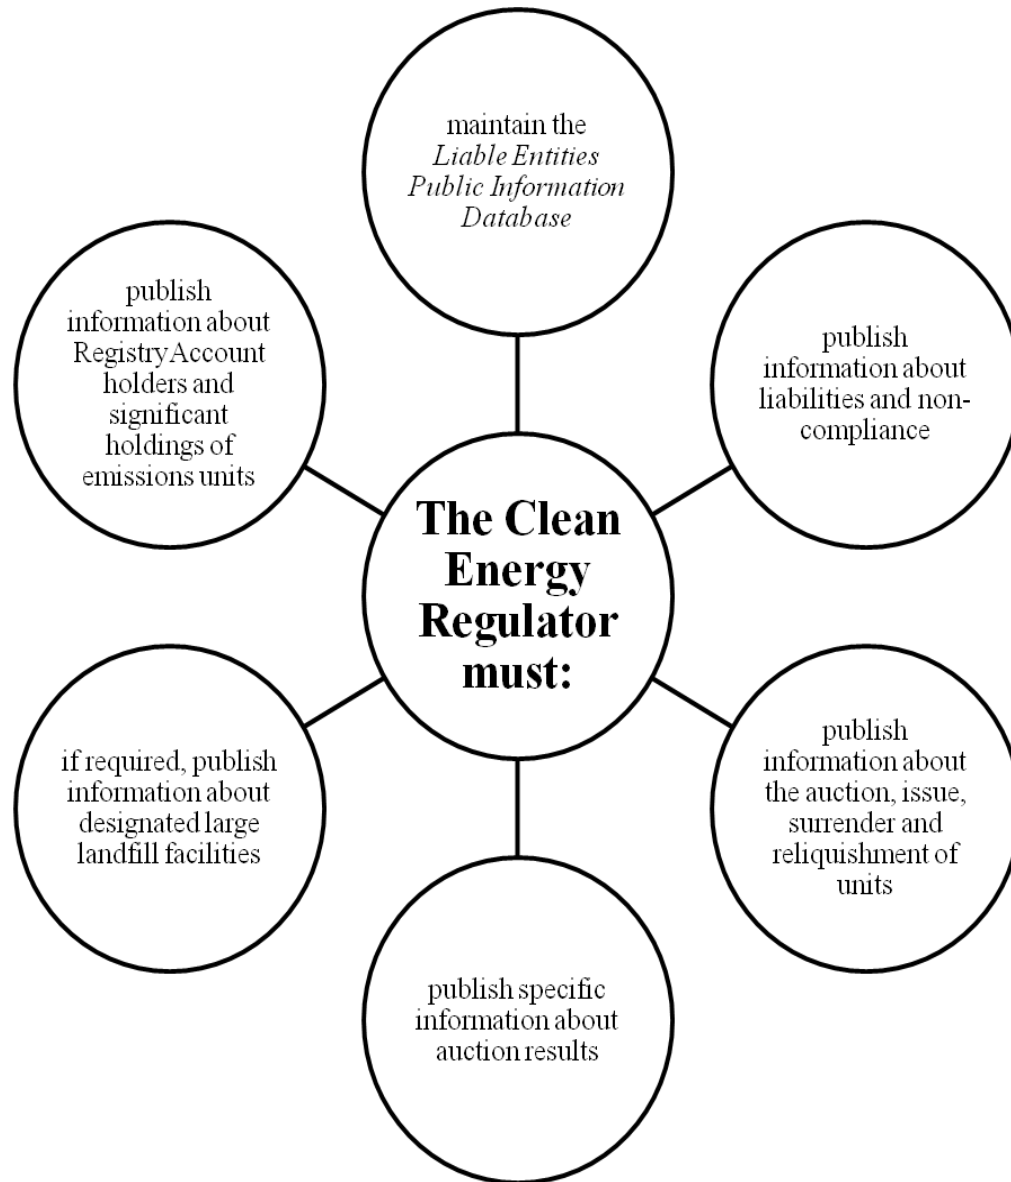 maintain the
Liable Entities
Public Information
Database
publish
information about
RegistryAccount
holders and
significant
holdings of
emissions units
publish
information about
liabilities and non-
compliance
The Clean
Energy
Regulator
must:
if required, publish
information about
designated large
landfill facilities
publish
information about
the auction, issue,
surrender and
reliquishment of
units
publish specific
information about
auction results